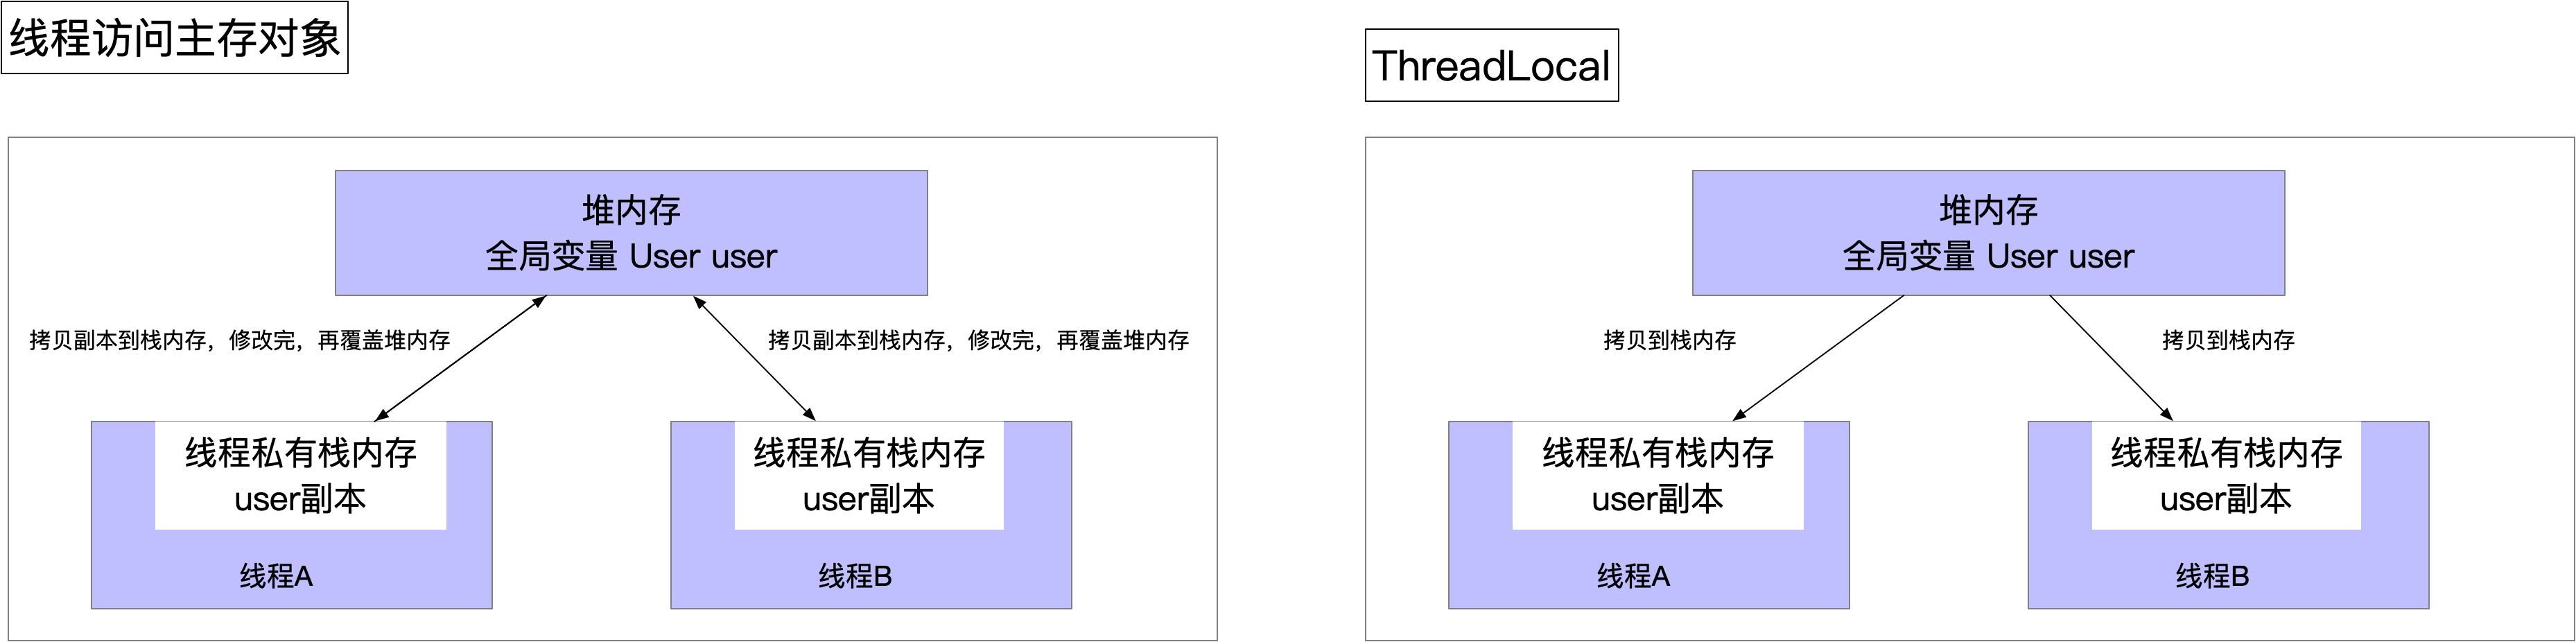 线程访问主存对象
堆内存
全局变量 User user
拷贝副本到栈内存，修改完，再覆盖堆内存
拷贝副本到栈内存，修改完，再覆盖堆内存
线程私有栈内存
user副本
线程A
线程私有栈内存
user副本
线程B
ThreadLocal
堆内存
全局变量 User user
拷贝到栈内存
拷贝到栈内存
线程私有栈内存
user副本
线程A
线程私有栈内存
user副本
线程B